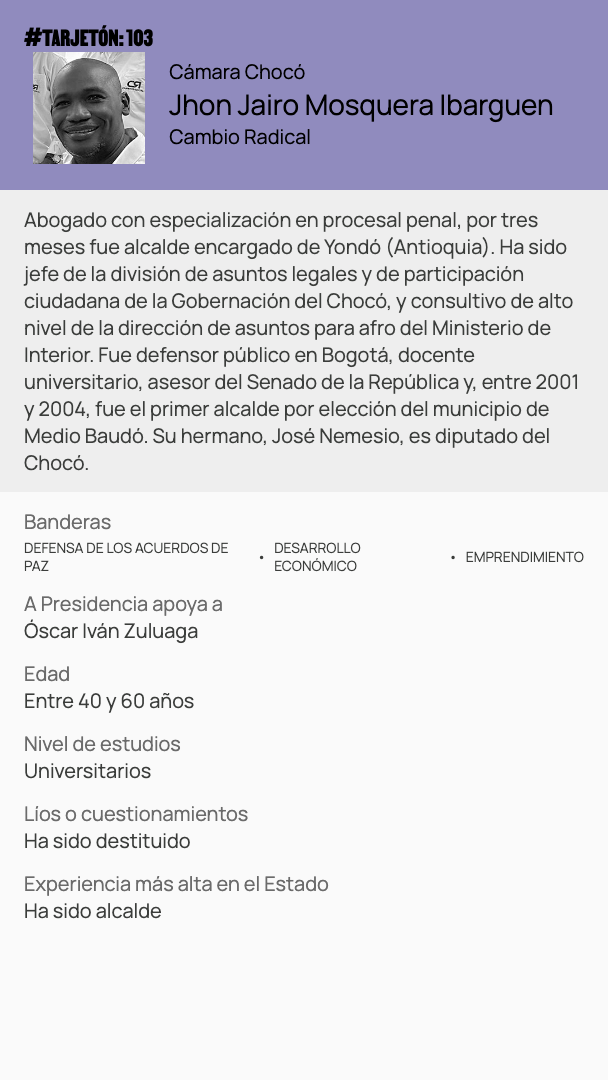 #TARJETÓN: 103
Cámara Chocó
Jhon Jairo Mosquera Ibarguen
Cambio Radical
Abogado con especialización en procesal penal, por tres
meses fue alcalde encargado de Yondó (Antioquia). Ha sido
jefe de la división de asuntos legales y de participación
ciudadana de la Gobernación del Chocó, y consultivo de alto
nivel de la dirección de asuntos para afro del Ministerio de
Interior. Fue defensor público en Bogotá, docente
universitario, asesor del Senado de la República y, entre 2001
y 2004, fue el primer alcalde por elección del municipio de
Medio Baudó. Su hermano, José Nemesio, es diputado del
Chocó.
Banderas
DEFENSA DE LOS ACUERDOS DE
PAZ
• DESARROLLO
ECONÓMICO
• EMPRENDIMIENTO
A Presidencia apoya a
Óscar Iván Zuluaga
Edad
Entre 40 y 60 años
Nivel de estudios
Universitarios
Líos o cuestionamientos
Ha sido destituido
Experiencia más alta en el Estado
Ha sido alcalde